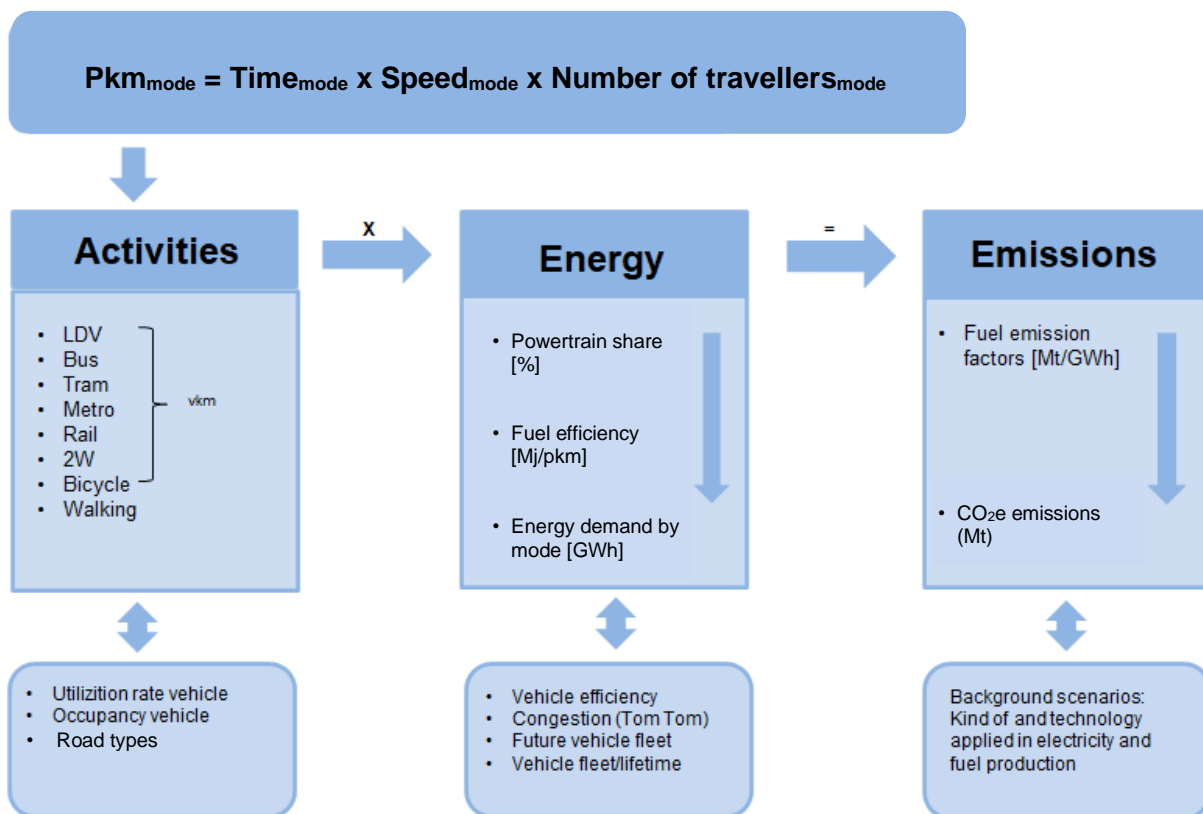 Pkmmode = Timemode x Speedmode x Number of travellersmode
Activities
X
Energy
=
Emissions
• LDV
• Bus
• Tram
• Metro
• Rail
• 2W
• Bicycle
• Walking
vkm
• Powertrain share
[%]
• Fuel efficiency
[Mj/pkm]
• Energy demand by
mode [GWh]
• Fuel emission
factors [Mt/GWh]
• CO₂e emissions
(Mt)
• Utilizition rate vehicle
• Occupancy vehicle
• Road types
• Vehicle efficiency
• Congestion (Tom Tom)
• Future vehicle fleet
• Vehicle fleet/lifetime
Background scenarios:
Kind of and technology
applied in electricity and
fuel production